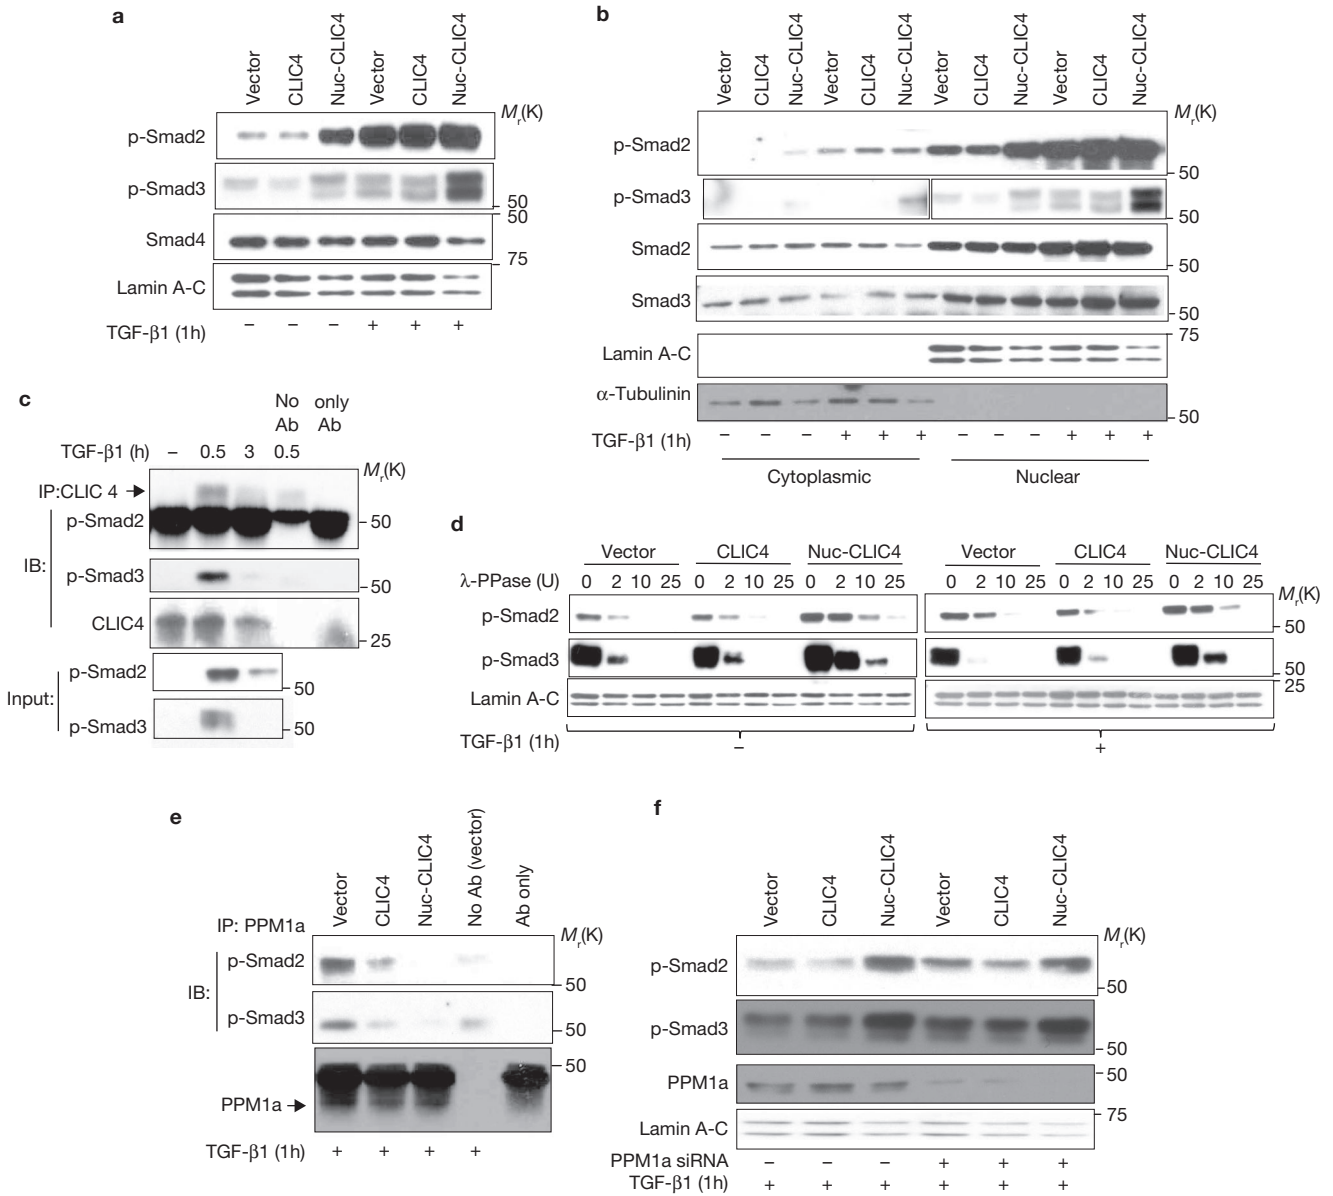 a
Vector
CLIC4
Nuc-CLIC4
Vector
CLIC4
Nuc-CLIC4
Mr(K)
p-Smad2
p-Smad3
50
50
Smad4
75
Lamin A-C
TGF-β1 (1h) – – – + + +
b
Vector
CLIC4
Nuc-CLIC4
Vector
CLIC4
Nuc-CLIC4
Vector
CLIC4
Nuc-CLIC4
Vector
CLIC4
Nuc-CLIC4
Mr(K)
p-Smad2
50
p-Smad3
50
Smad2
50
Smad3
50
75
Lamin A-C
α-Tubulinin
50
TGF-β1 (1h) – – – + + + – – – + + +
Cytoplasmic Nuclear
c
No Ab
only Ab
TGF-β1 (h) – 0.5 3 0.5
Mr(K)
IP:CLIC 4
IB:
p-Smad2 50
p-Smad3 50
CLIC4 25
Input:
p-Smad2 50
p-Smad3 50
d
Vector CLIC4 Nuc-CLIC4 Vector CLIC4 Nuc-CLIC4
λ-PPase (U) 0 2 10 25 0 2 10 25 0 2 10 25 0 2 10 25 0 2 10 25 0 2 10 25
Mr(K)
p-Smad2 50
p-Smad3 50
25
Lamin A-C
TGF-β1 (1h) – +
e
Vector
CLIC4
Nuc-CLIC4
No Ab (vector)
Ab only
IP: PPM1a
Mr(K)
IB:
p-Smad2
50
p-Smad3 50
50
PPM1a
TGF-β1 (1h) + + + +
f
Vector
CLIC4
Nuc-CLIC4
Vector
CLIC4
Nuc-CLIC4
Mr(K)
p-Smad2
50
p-Smad3
50
PPM1a 50
75
Lamin A-C
PPM1a siRNA – – – + + +
TGF-β1 (1h) + + + + + +